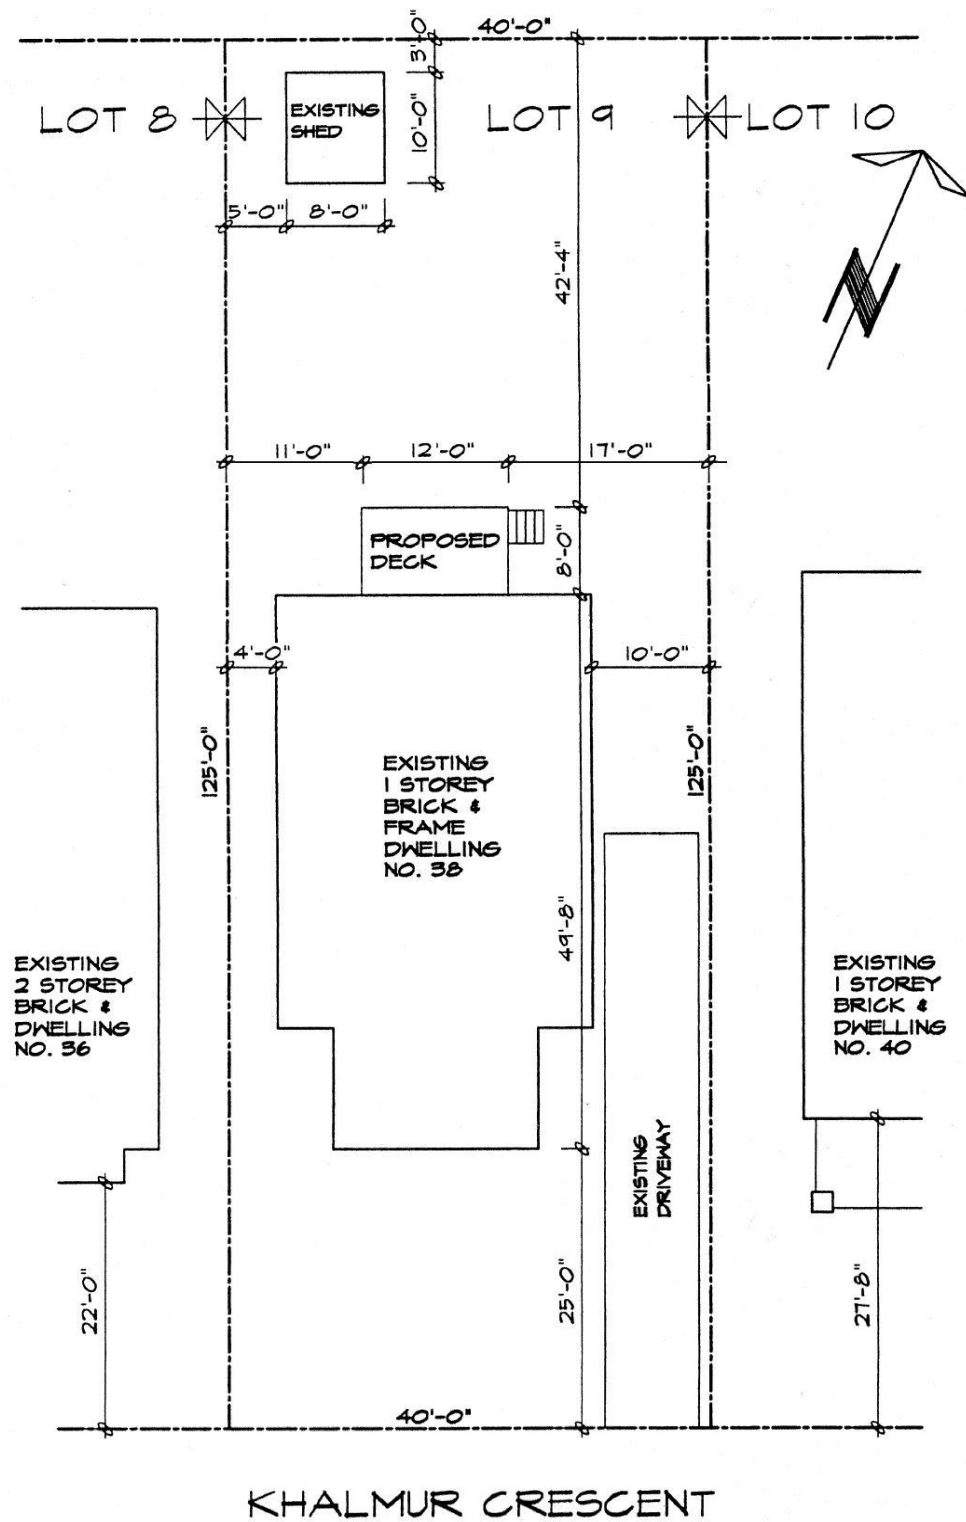 40'-0"
3'-0"
LOT 8
EXISTING
SHED
10'-0"
LOT 9
LOT 10
5'-0"
8'-0"
42'-4"
N
11'-0"
12'-0"
17'-0"
PROPOSED
DECK
8'-0"
4'-0"
10'-0"
125'-0"
125'-0"
EXISTING
1 STOREY
BRICK &
FRAME
DWELLING
NO. 38
49'-8"
EXISTING
2 STOREY
BRICK &
DWELLING
NO. 36
EXISTING
1 STOREY
BRICK &
DWELLING
NO. 40
EXISTING
DRIVEWAY
22'-0"
25'-0"
27'-8"
40'-0"
KHALMUR CRESCENT